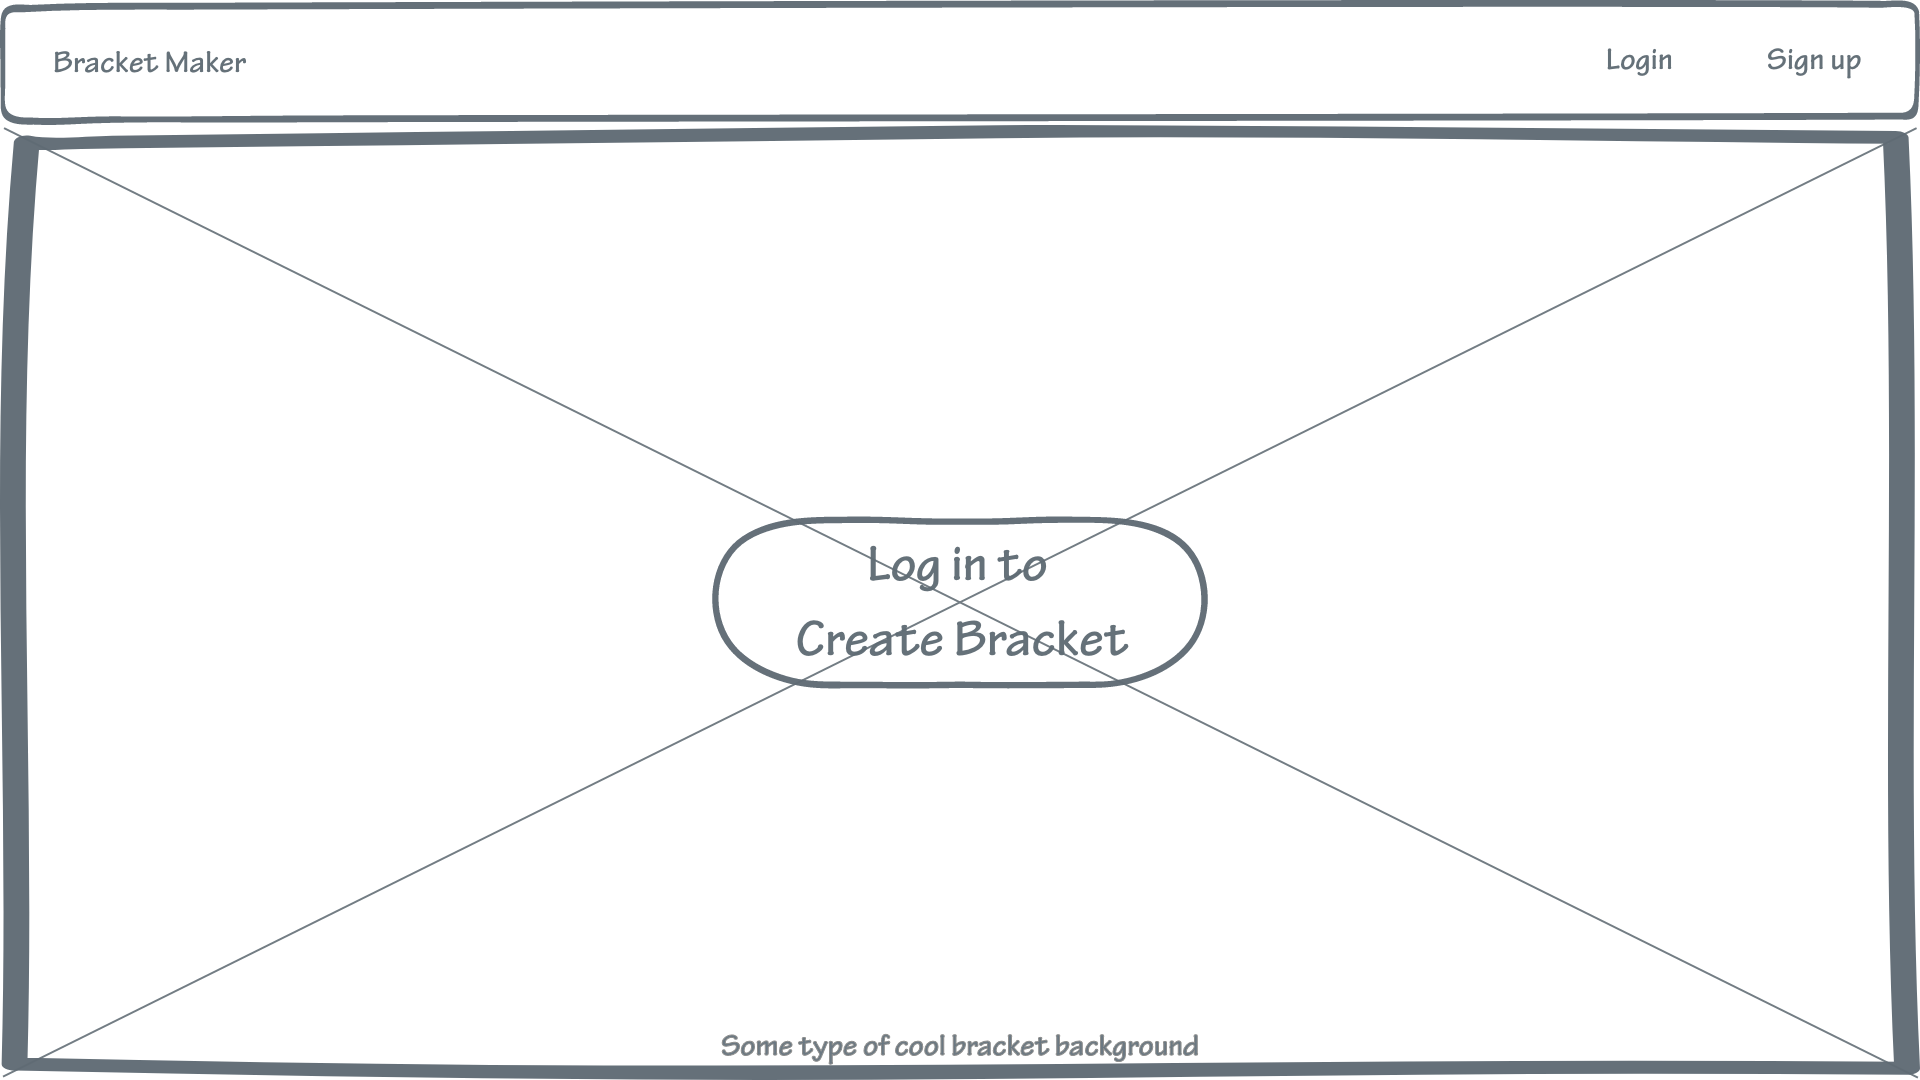 Bracket Maker
Login
Sign up
Log in to
Create Bracket
Some type of cool bracket background